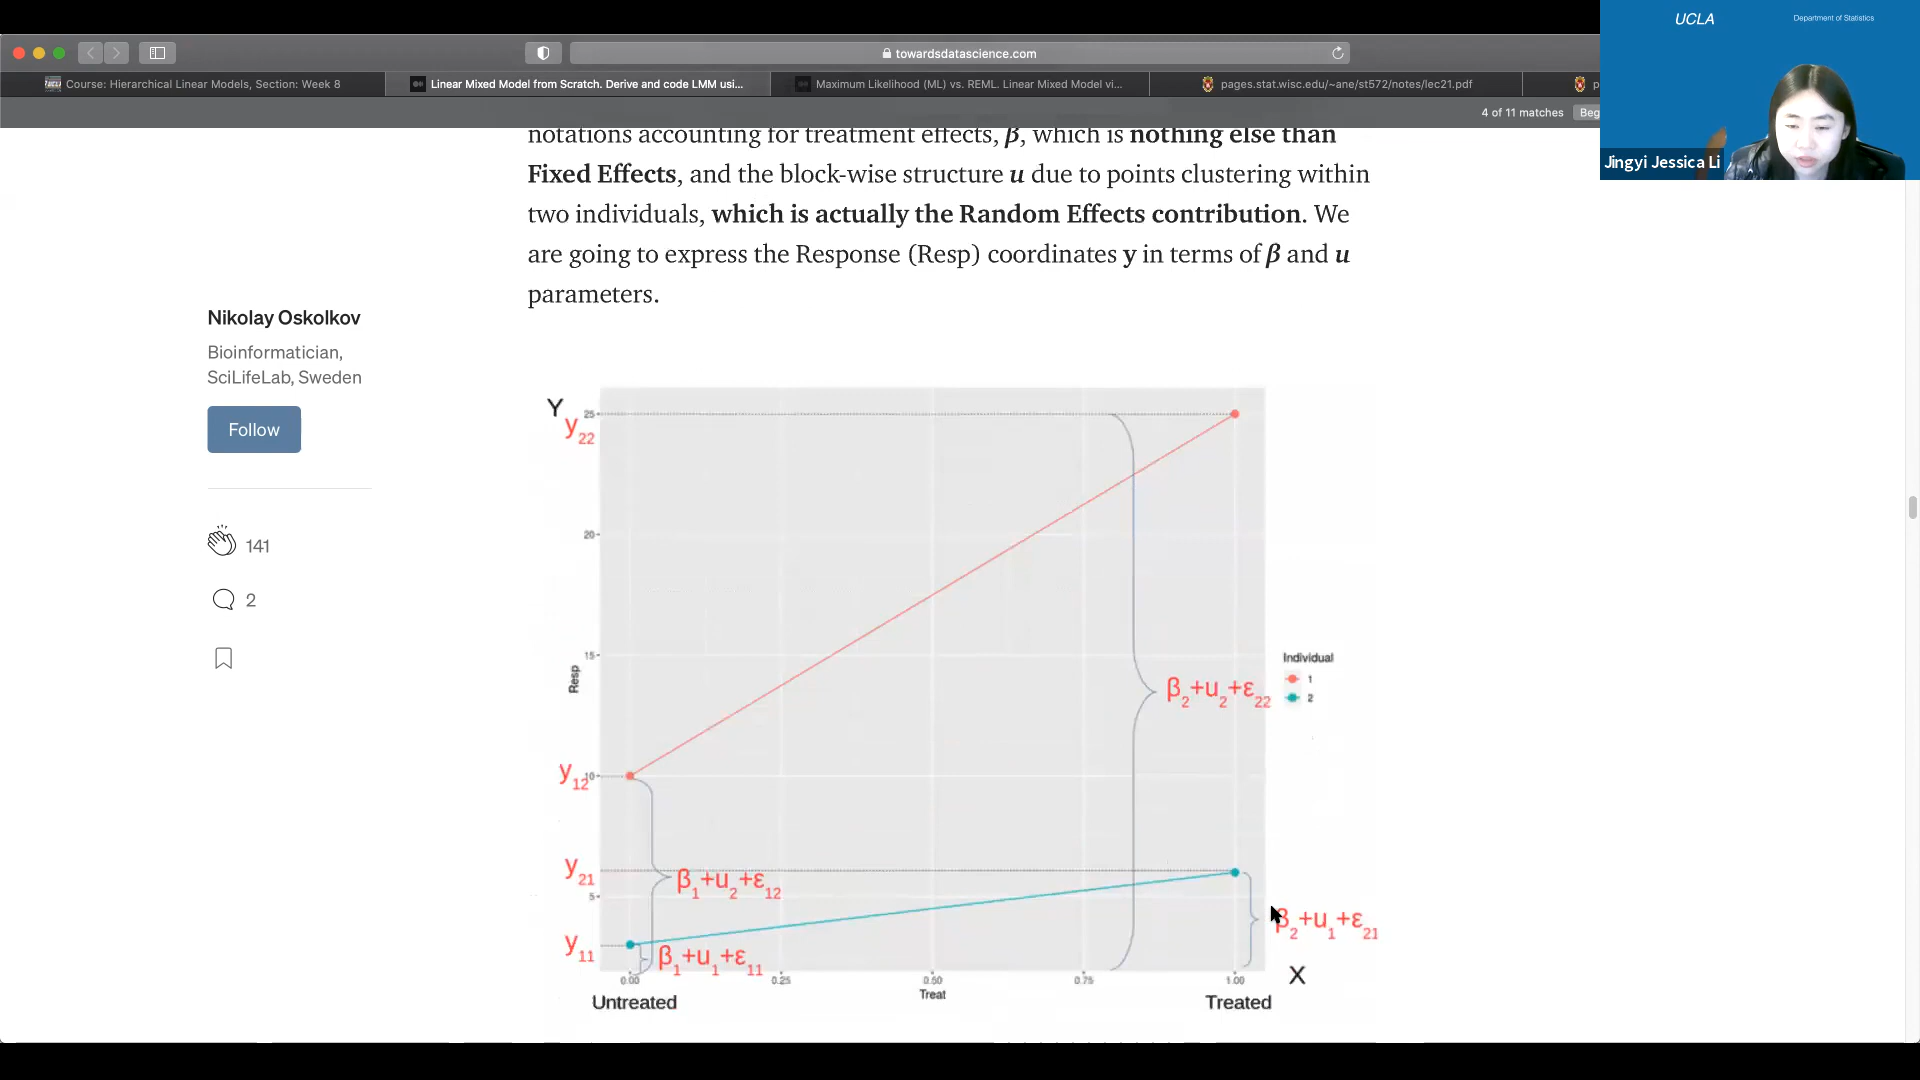 UCLA
Department of Statistics
towardsdatascience.com
Course: Hierarchical Linear Models, Section: Week 8
Linear Mixed Model from Scratch. Derive and code LMM usi...
Maximum Likelihood (ML) vs. REML. Linear Mixed Model vi...
pages.stat.wisc.edu/~ane/st572/notes/lec21.pdf
p
4 of 11 matches
Beg
Jingyi Jessica Li
notations accounting for treatment effects, β, which is nothing else than
Fixed Effects, and the block-wise structure u due to points clustering within
two individuals, which is actually the Random Effects contribution. We
are going to express the Response (Resp) coordinates y in terms of β and u
parameters.
Nikolay Oskolkov
Bioinformatician,
SciLifeLab, Sweden
Follow
141
2
Y
25
y22
20
15
Resp
Individual
1
2
β2+u2+ε22
y12
10
y21
β1+u2+ε12
5
β2+u1+ε21
y11
β1+u1+ε11
0.00
0.25
0.50
0.75
1.00
X
Treat
Untreated
Treated